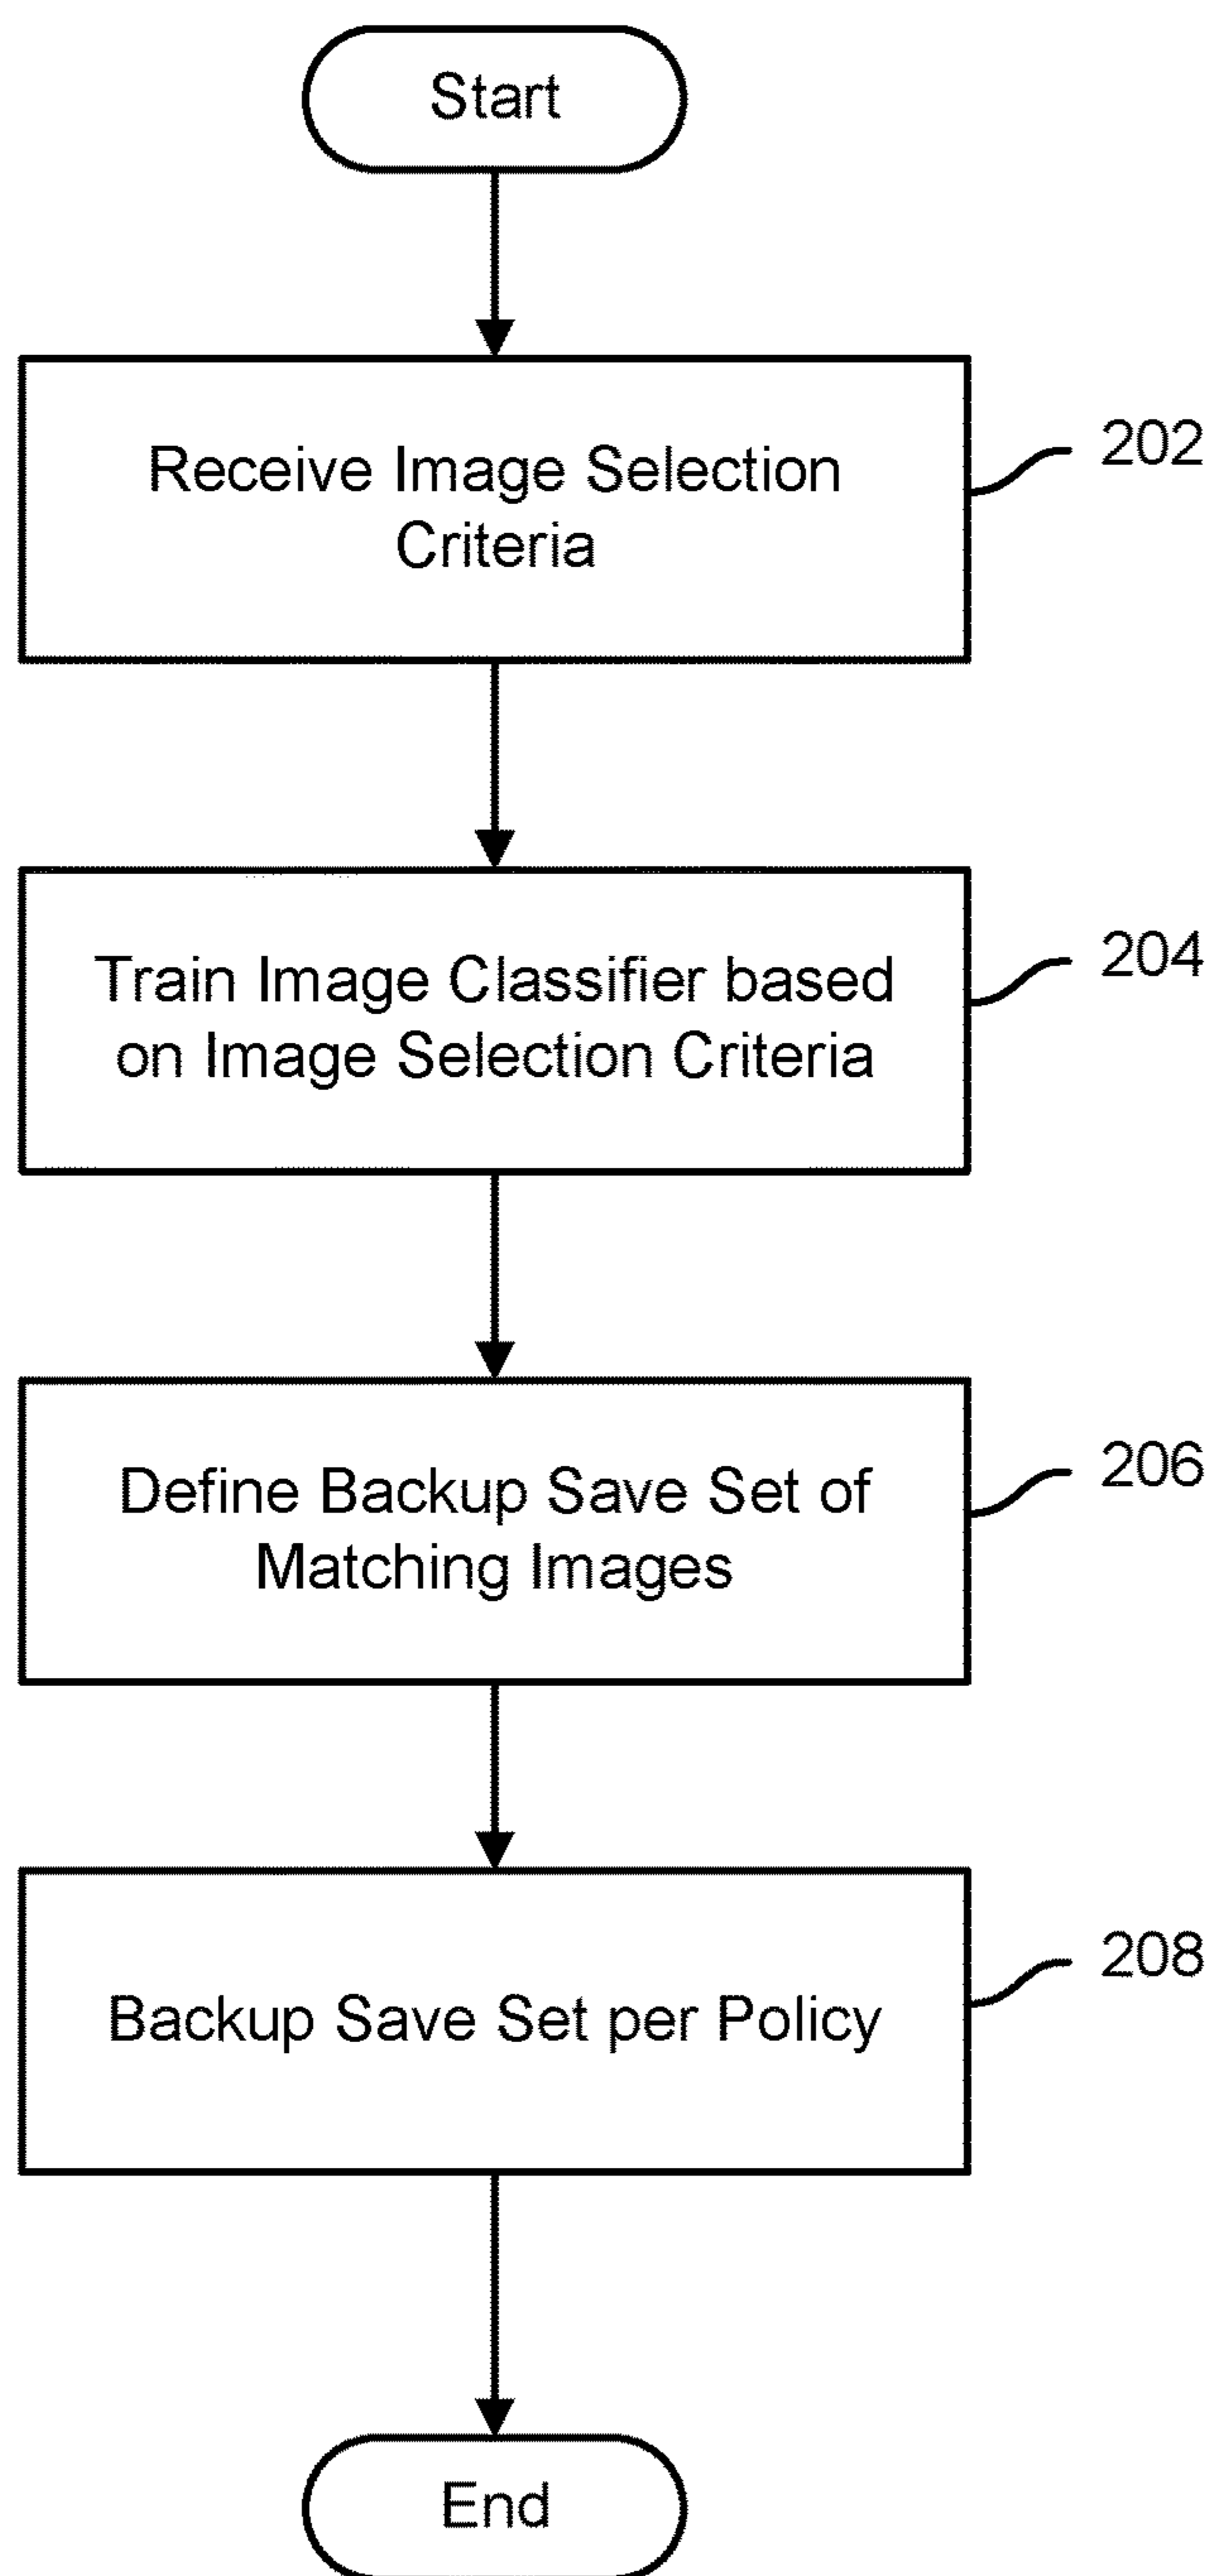 Start
Receive Image Selection
Criteria
202
Train Image Classifier based
on Image Selection Criteria
204
Define Backup Save Set of
Matching Images
206
Backup Save Set per Policy
208
End